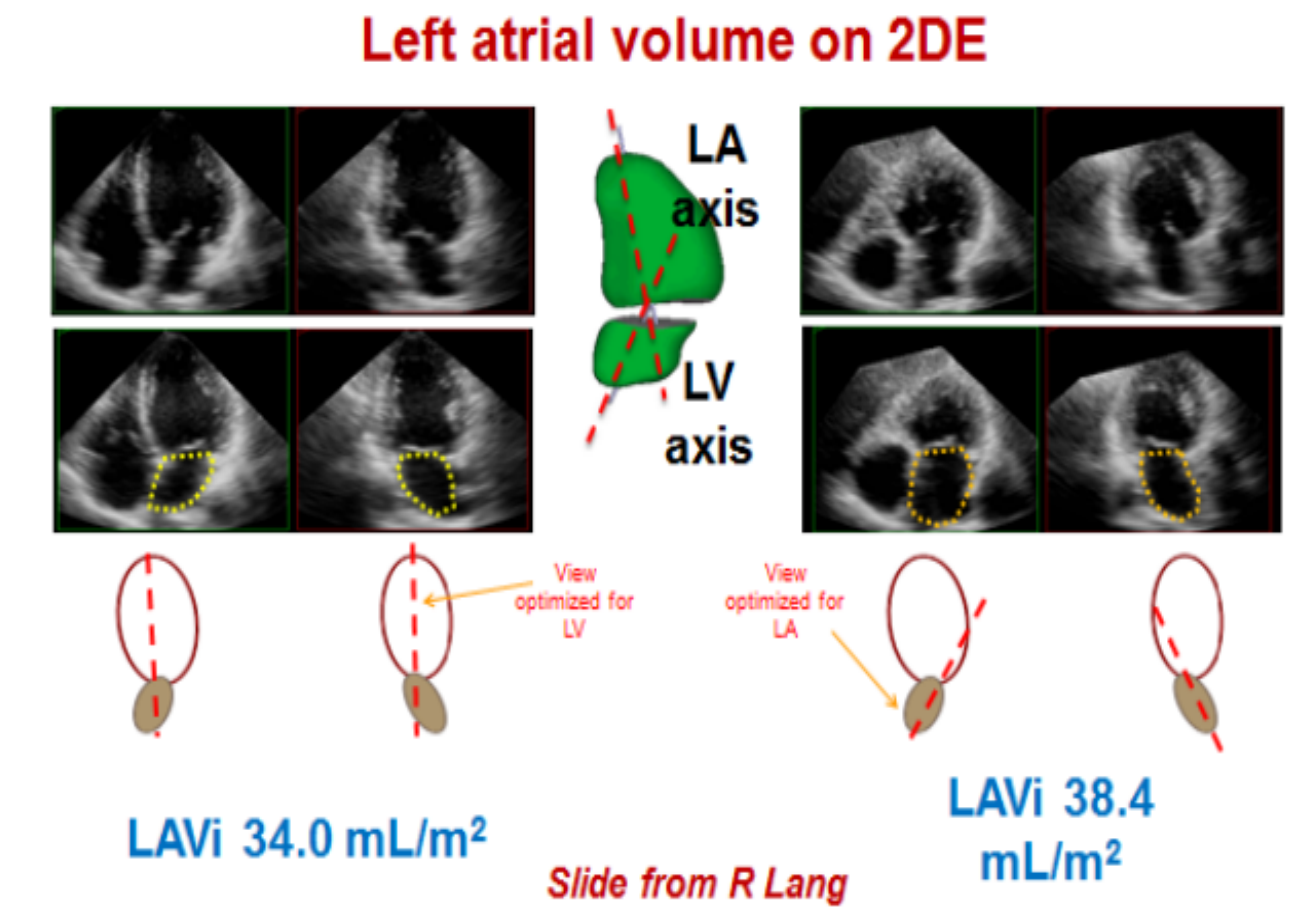 Left atrial volume on 2DE
LA
axis
LV
axis
View
optimized for
LV
View
optimized for
LA
LAVi 34.0 mL/m²
LAVi 38.4
mL/m²
Slide from R Lang